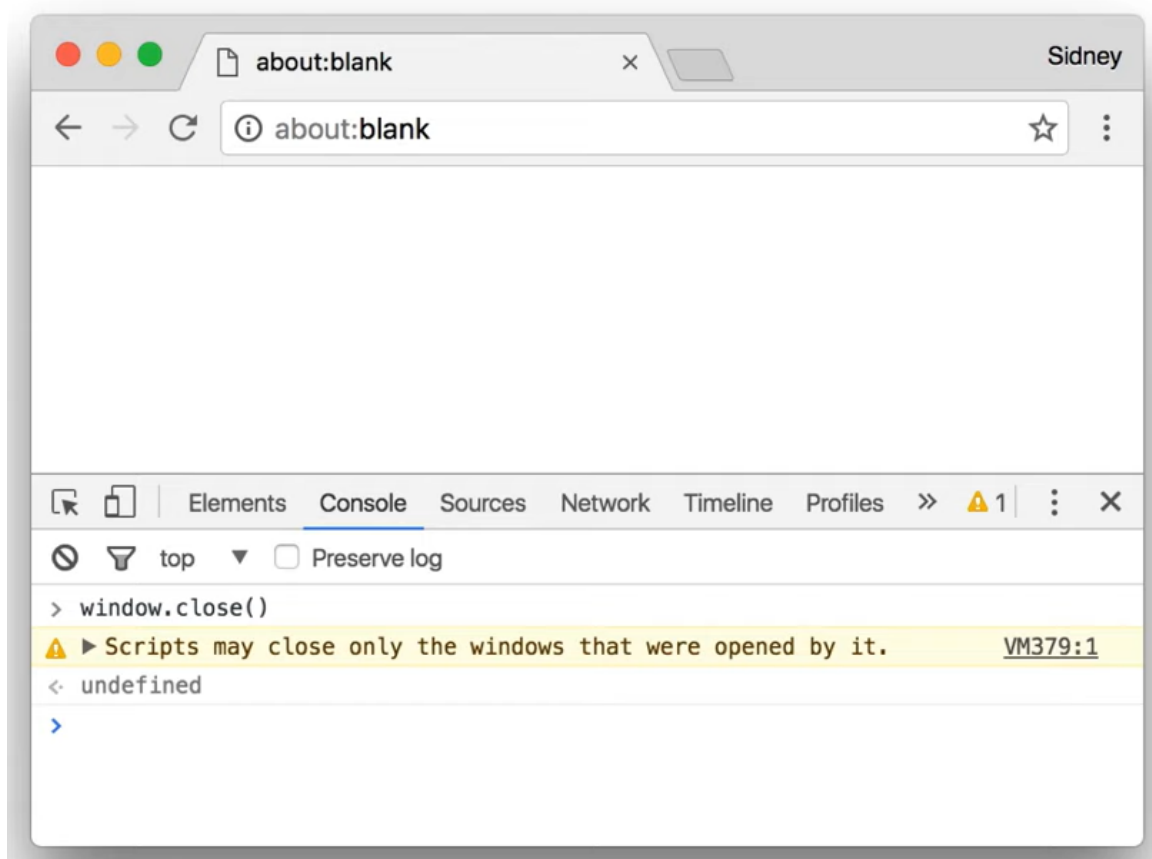 about:blank
Sidney
about:blank
Elements Console Sources Network Timeline Profiles » 1
top Preserve log
> window.close()
Scripts may close only the windows that were opened by it. VM379:1
undefined
>